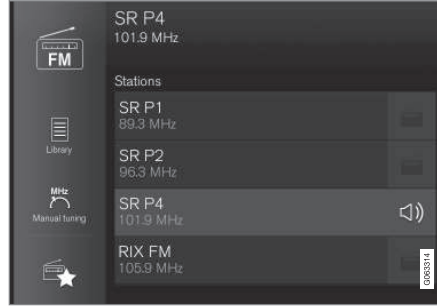 SR P4
101.9 MHz
FM
Stations
SR P1
89.3 MHz
Library
SR P2
96.3 MHz
MHz
Manual tuning
SR P4
101.9 MHz
RIX FM
105.9 MHz
G063314